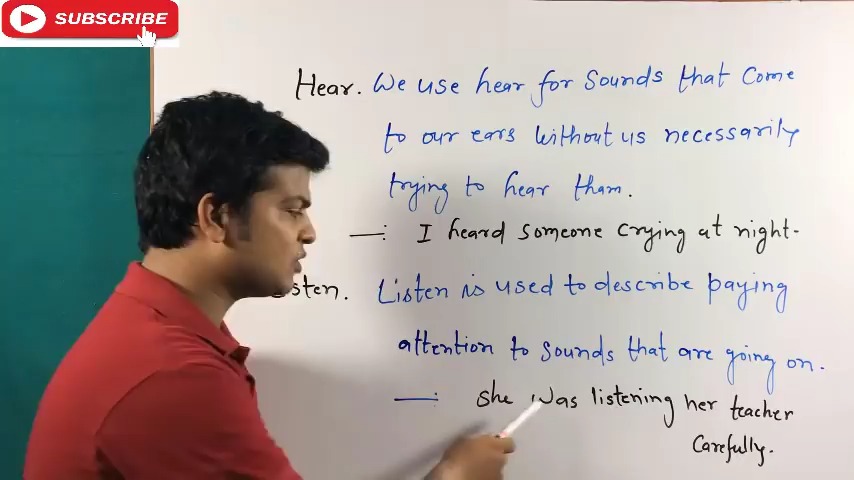 SUBSCRIBE
Hear. We use hear for sounds that come
to our ears without us necessarily
trying to hear tham.
I heard someone crying at night.
sten. Listen is used to describe paying
attention to sounds that are going on.
she was listening her teacher
carefully.